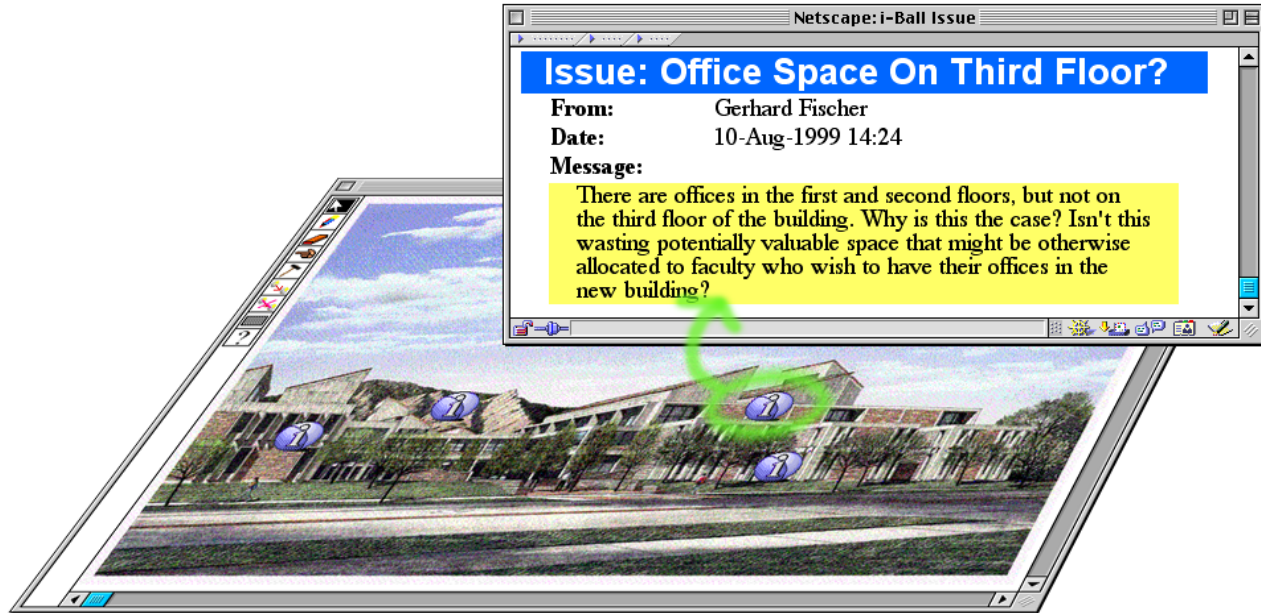 Netscape: i-Ball Issue
Issue: Office Space On Third Floor?
From: Gerhard Fischer
Date: 10-Aug-1999 14:24
Message:
There are offices in the first and second floors, but not on
the third floor of the building. Why is this the case? Isn't this
wasting potentially valuable space that might be otherwise
allocated to faculty who wish to have their offices in the
new building?
?
i
i
i
i